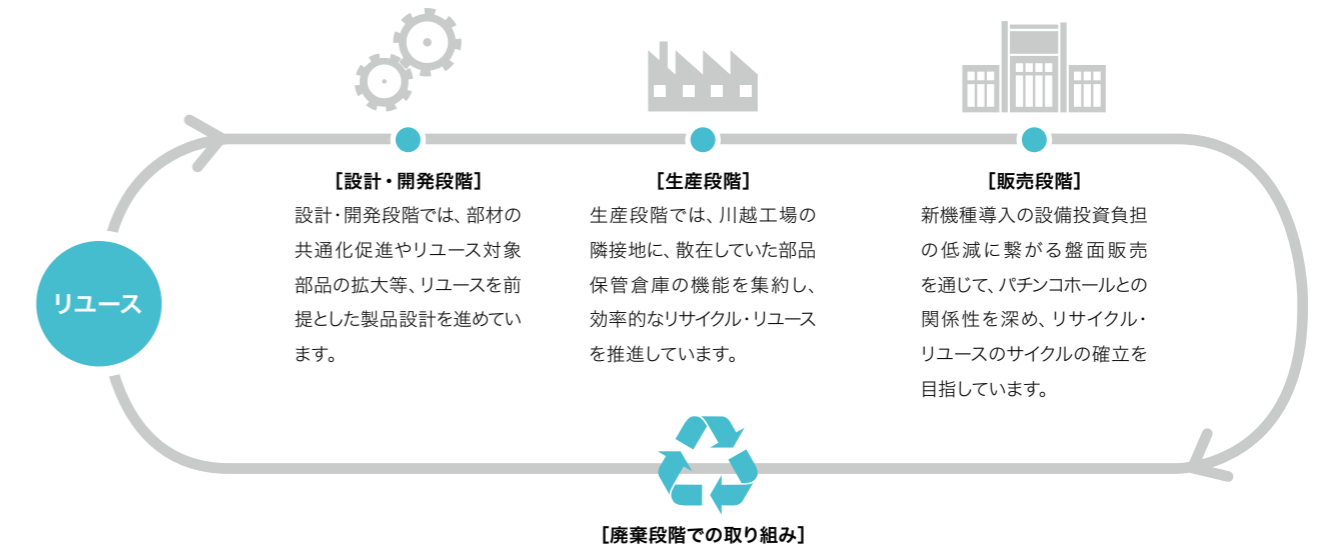 リユース
[設計・開発段階]
設計・開発段階では、部材の
共通化促進やリユース対象
部品の拡大等、リユースを前
提とした製品設計を進めてい
ます。
[生産段階]
生産段階では、川越工場の
隣接地に、散在していた部品
保管倉庫の機能を集約し、
効率的なリサイクル・リユース
を推進しています。
[販売段階]
新機種導入の設備投資負担
の低減に繋がる盤面販売
を通じて、パチンコホールとの
関係性を深め、リサイクル・
リユースのサイクルの確立を
目指しています。
[廃棄段階での取り組み]